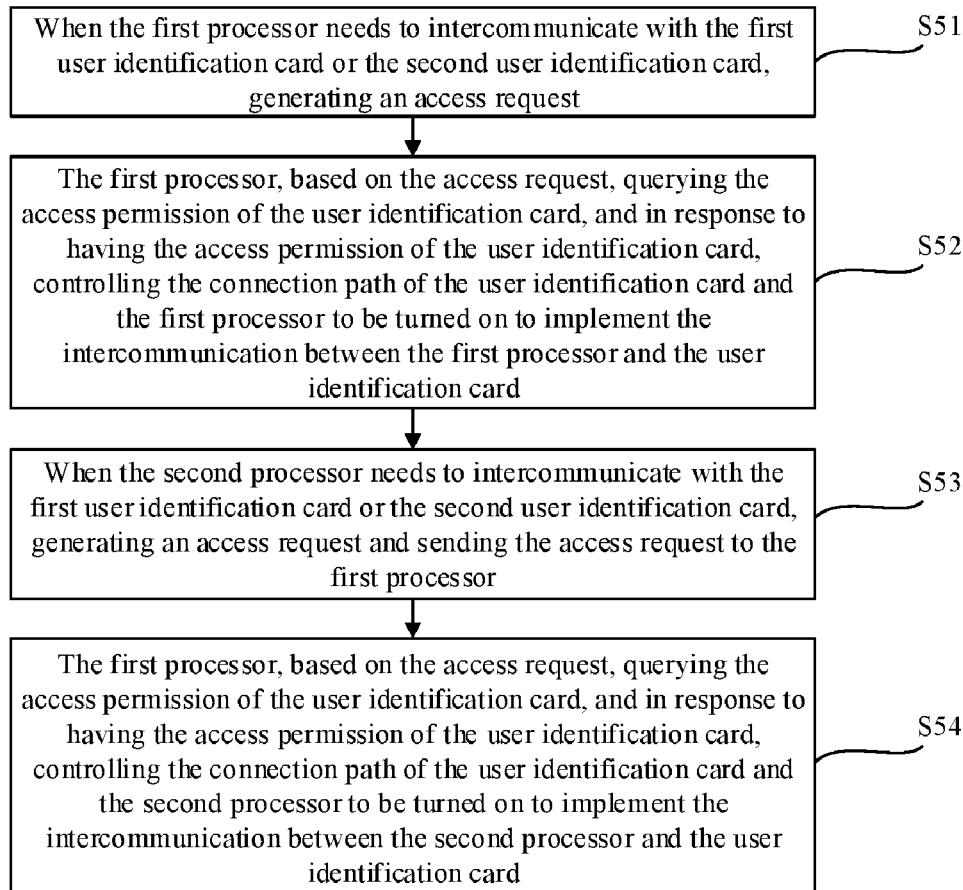 When the first processor needs to intercommunicate with the first
user identification card or the second user identification card,
generating an access request
S51
The first processor, based on the access request, querying the
access permission of the user identification card, and in response to
having the access permission of the user identification card,
controlling the connection path of the user identification card and
the first processor to be turned on to implement the
intercommunication between the first processor and the user
identification card
S52
When the second processor needs to intercommunicate with the
first user identification card or the second user identification card,
generating an access request and sending the access request to the
first processor
S53
The first processor, based on the access request, querying the
access permission of the user identification card, and in response to
having the access permission of the user identification card,
controlling the connection path of the user identification card and
the second processor to be turned on to implement the
intercommunication between the second processor and the user
identification card
S54